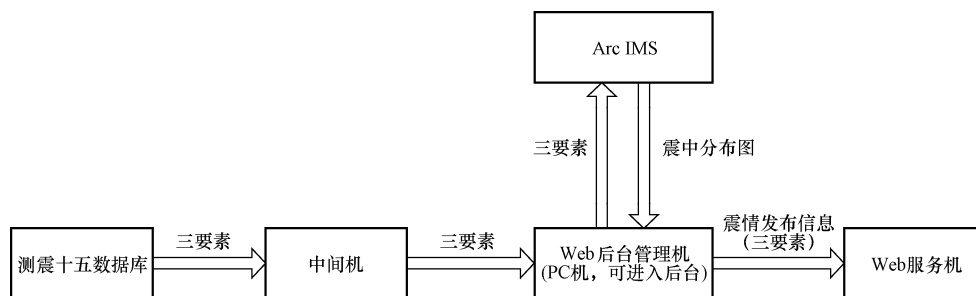 Arc IMS
三要素
震中分布图
测震十五数据库
三要素
中间机
三要素
Web后台管理机
(PC机，可进入后台)
震情发布信息
（三要素）
Web服务机